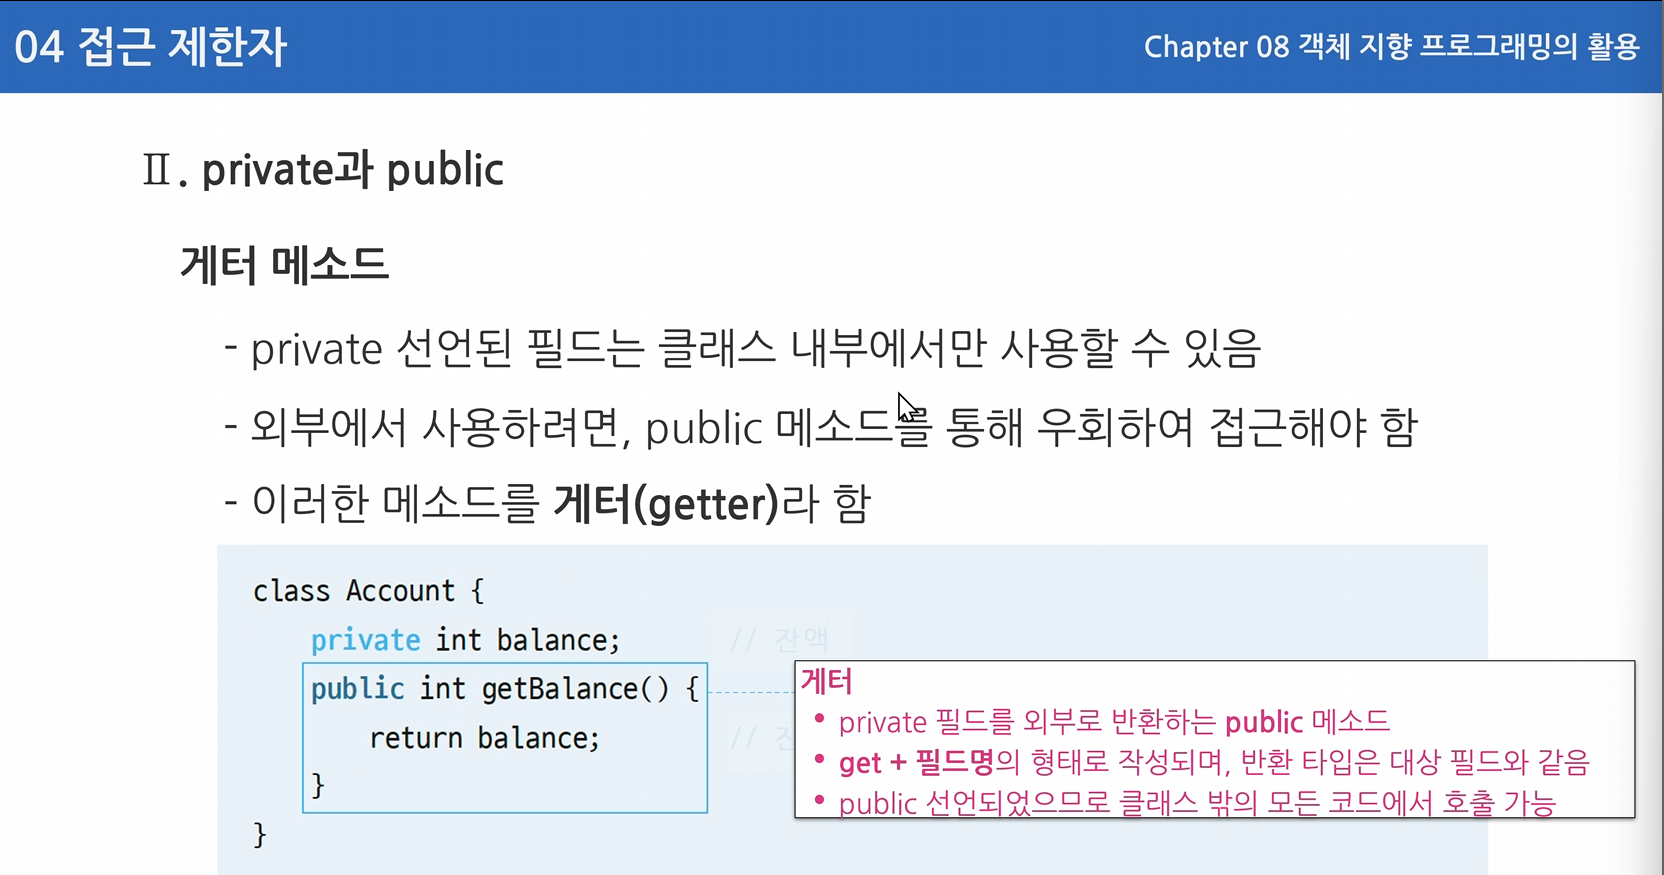 04 접근 제한자
Chapter 08 객체 지향 프로그래밍의 활용
Ⅱ. private과 public
게터 메소드
- private 선언된 필드는 클래스 내부에서만 사용할 수 있음
- 외부에서 사용하려면, public 메소드를 통해 우회하여 접근해야 함
- 이러한 메소드를 게터(getter)라 함
class Account {
private int balance; // 잔액
public int getBalance() {
return balance; // 잔
}
}
게터
• private 필드를 외부로 반환하는 public 메소드
• get + 필드명의 형태로 작성되며, 반환 타입은 대상 필드와 같음
• public 선언되었으므로 클래스 밖의 모든 코드에서 호출 가능